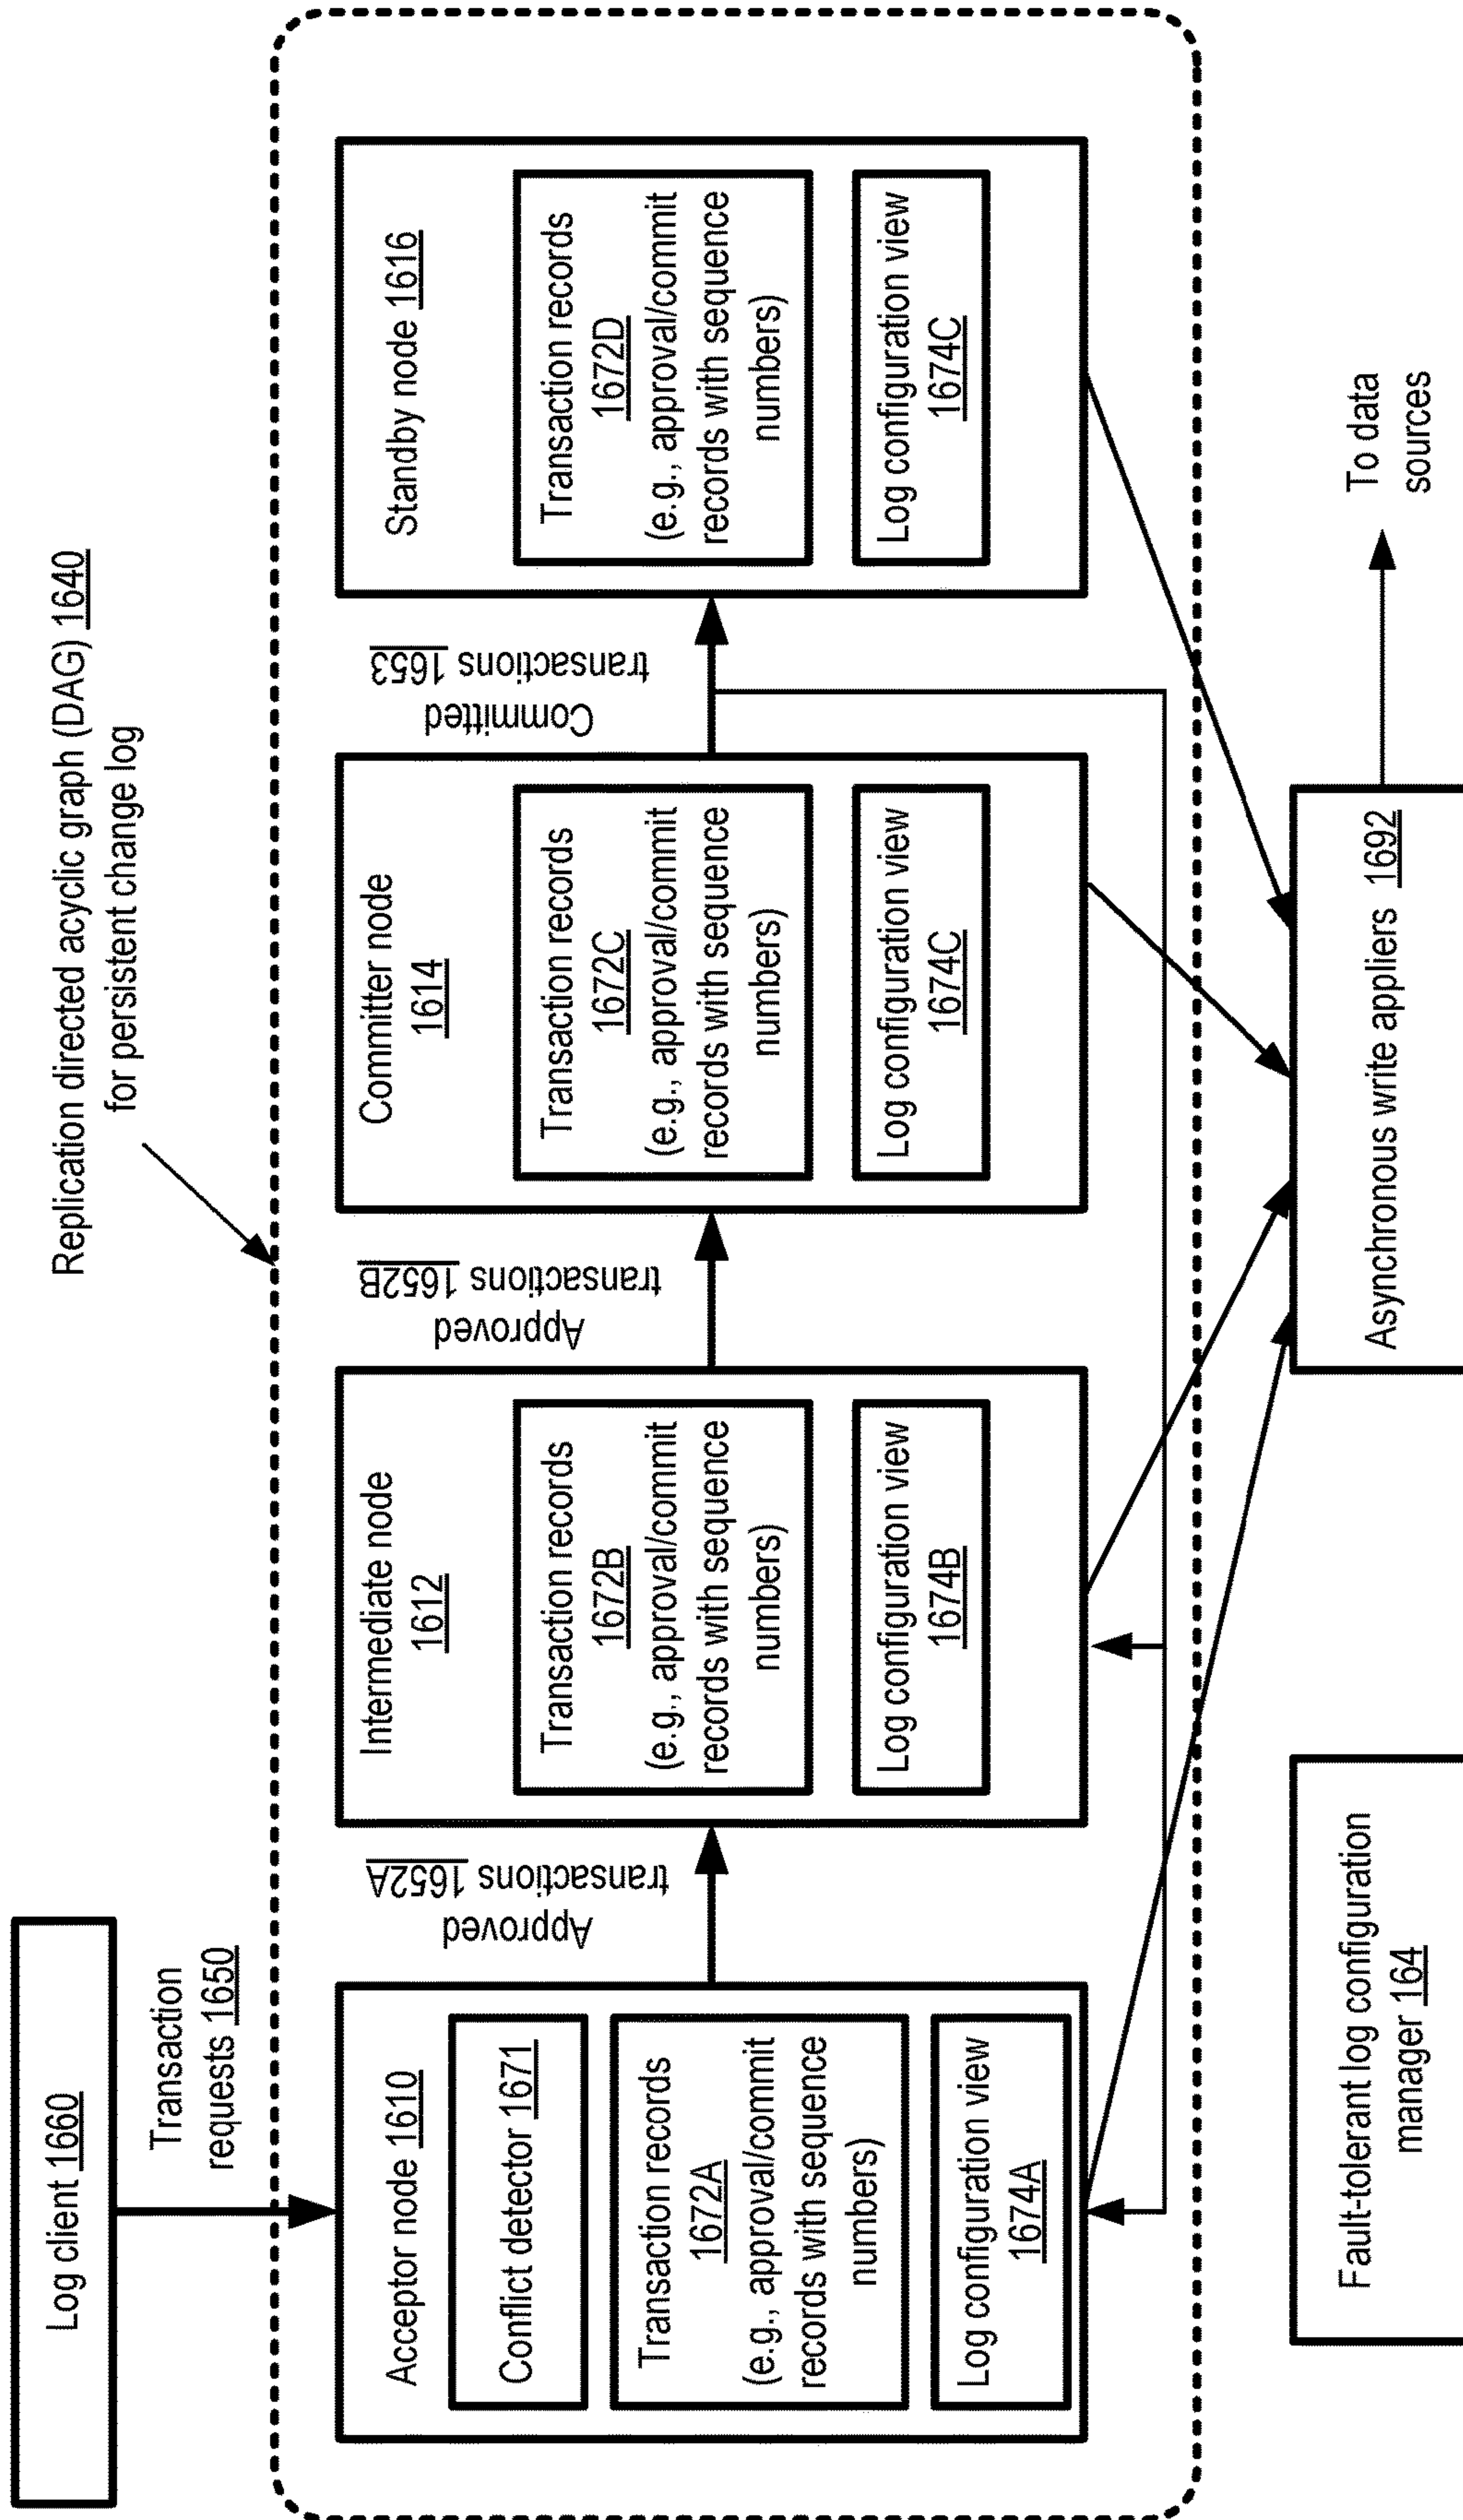 Log client 1660
Transaction
requests 1650
Replication directed acyclic graph (DAG) 1640
for persistent change log
Acceptor node 1610
Conflict detector 1671
Transaction records
1672A
(e.g., approval/commit
records with sequence
numbers)
Log configuration view
1674A
Approved
transactions 1652A
Intermediate node
1612
Transaction records
1672B
(e.g., approval/commit
records with sequence
numbers)
Log configuration view
1674B
Approved
transactions 1652B
Committer node
1614
Transaction records
1672C
(e.g., approval/commit
records with sequence
numbers)
Log configuration view
1674C
Committed
transactions 1653
Standby node 1616
Transaction records
1672D
(e.g., approval/commit
records with sequence
numbers)
Log configuration view
1674C
Fault-tolerant log configuration
manager 164
Asynchronous write appliers 1692
To data
sources